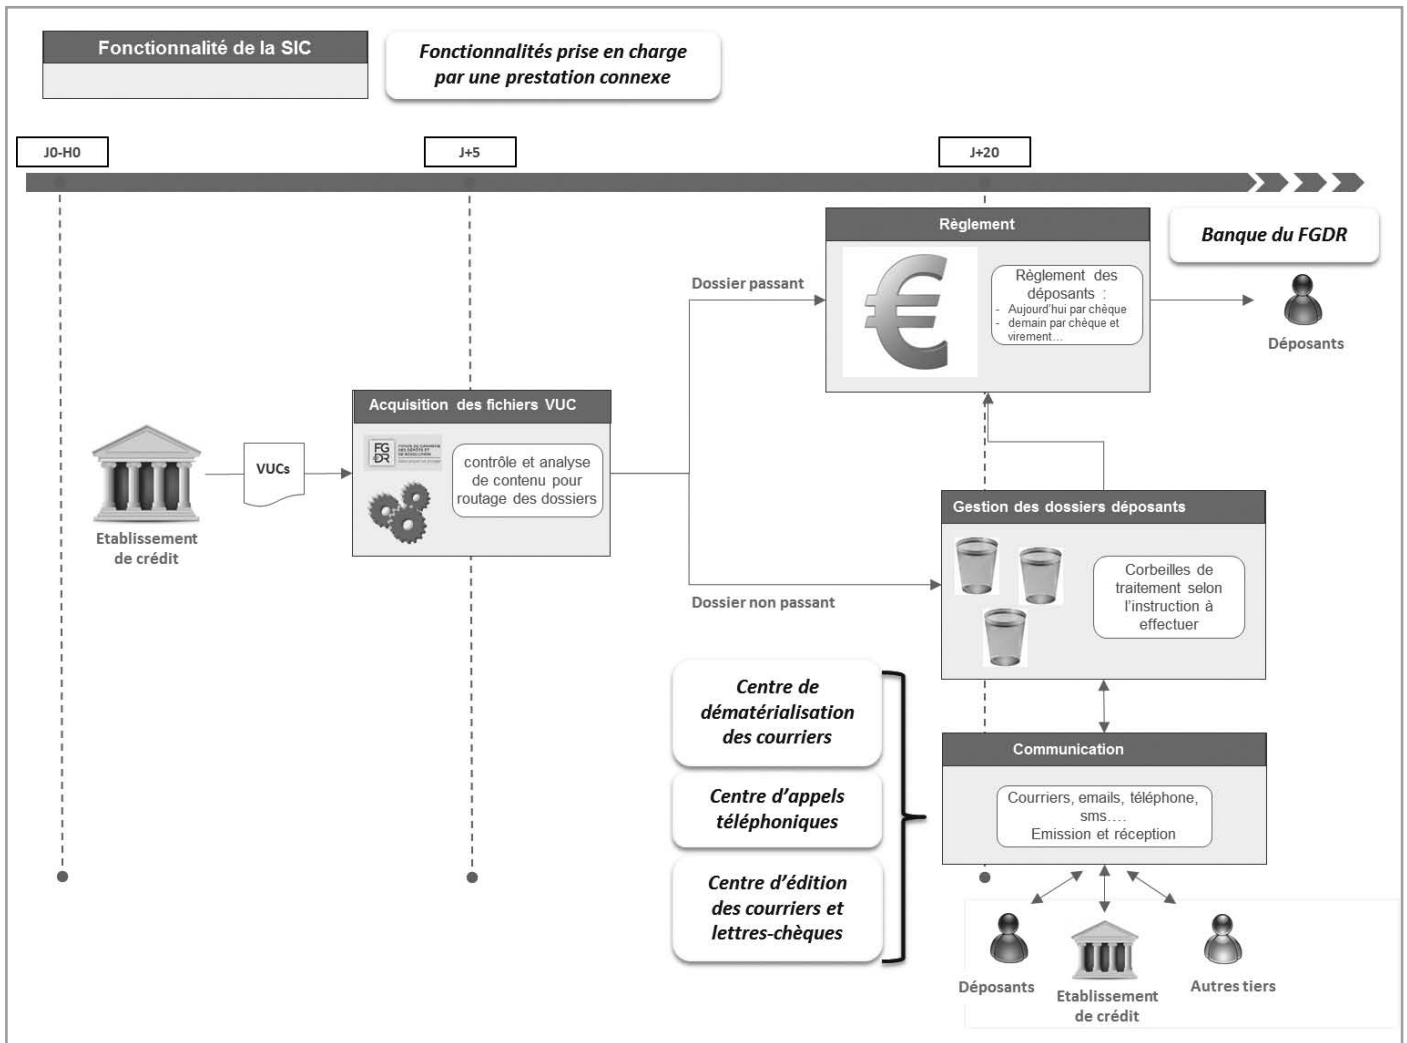 Fonctionnalité de la SIC
Fonctionnalités prise en charge
par une prestation connexe
J0-H0
J+5
J+20
Règlement
Règlement des
déposants :
- Aujourd'hui par chèque
- demain par chèque et
virement…
Banque du FGDR
Déposants
Dossier passant
Acquisition des fichiers VUC
FG
DR
contrôle et analyse
de contenu pour
routage des dossiers
VUCs
Etablissement
de crédit
Dossier non passant
Gestion des dossiers déposants
Corbeilles de
traitement selon
l'instruction à
effectuer
Centre de
dématérialisation
des courriers
Centre d'appels
téléphoniques
Centre d'édition
des courriers et
lettres-chèques
Communication
Courriers, emails, téléphone,
sms….
Emission et réception
Déposants
Etablissement
de crédit
Autres tiers